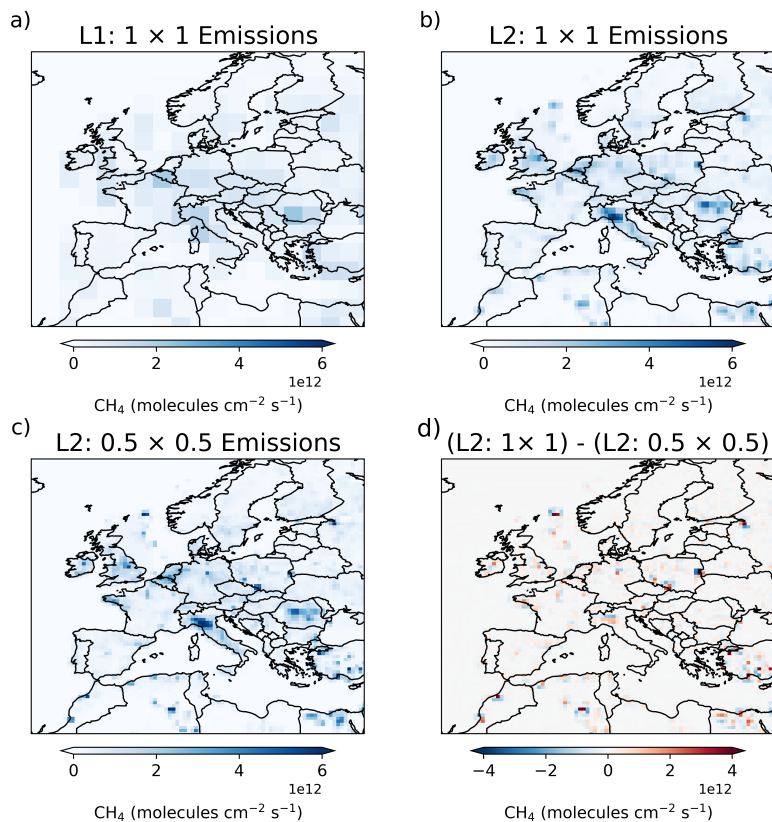 a)
L1: 1 × 1 Emissions
0 2 4 6
1e12
CH₄ (molecules cm⁻² s⁻¹)
b)
L2: 1 × 1 Emissions
0 2 4 6
1e12
CH₄ (molecules cm⁻² s⁻¹)
c)
L2: 0.5 × 0.5 Emissions
0 2 4 6
1e12
CH₄ (molecules cm⁻² s⁻¹)
d)
(L2: 1× 1) - (L2: 0.5 × 0.5)
−4 −2 0 2 4
1e12
CH₄ (molecules cm⁻² s⁻¹)